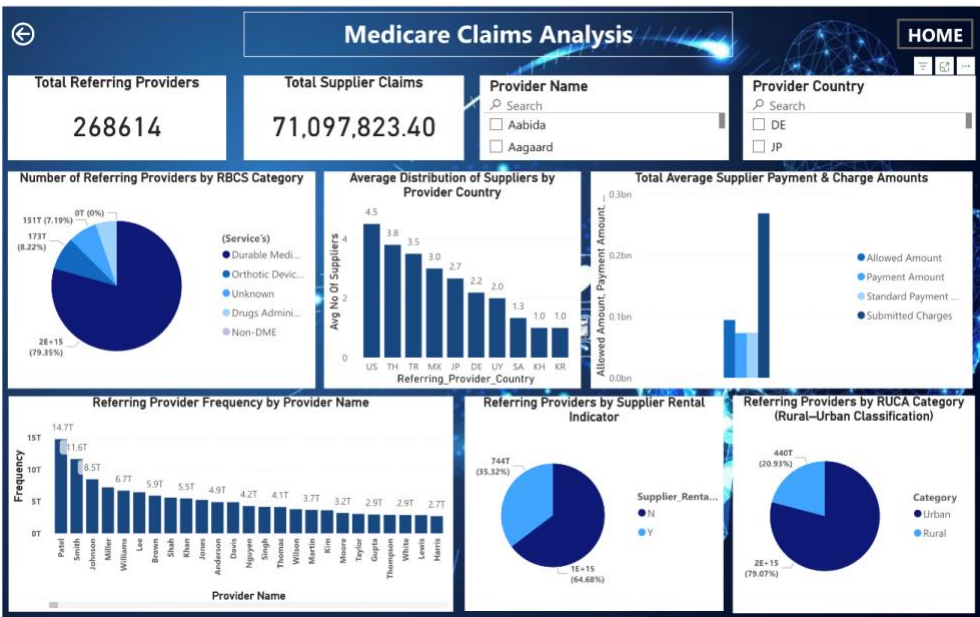 Medicare Claims Analysis
HOME
Total Referring Providers
268614
Total Supplier Claims
71,097,823.40
Provider Name
Search
Aabida
Aagaard
Provider Country
Search
DE
JP
Number of Referring Providers by RBCS Category
151T (7.19%)
0T (0%)
173T
(8.22%)
2E+15
(79.35%)
(Service's)
Durable Medi...
Orthotic Devic...
Unknown
Drugs Admini...
Non-DME
Average Distribution of Suppliers by
Provider Country
Avg No Of Suppliers
4
2
0
4.5
3.8
3.5
3.0
2.7
2.2
2.0
1.3
1.0
1.0
US TH TR MX JP DE UY SA KH KR
Referring_Provider_Country
Total Average Supplier Payment & Charge Amounts
Allowed Amount, Payment Amount, ...
0.3bn
0.2bn
0.1bn
0.0bn
Allowed Amount
Payment Amount
Standard Payment ...
Submitted Charges
Referring Provider Frequency by Provider Name
Frequency
15T
10T
5T
0T
14.7T
11.6T
8.5T
6.7T
5.9T
5.5T
4.9T
4.2T
4.1T
3.7T
3.2T
2.9T
2.9T
2.7T
Patel
Smith
Johnson
Miller
Williams
Lee
Brown
Shah
Khan
Jones
Anderson
Davis
Nguyen
Singh
Thomas
Wilson
Martin
Kim
Moore
Taylor
Gupta
Thompson
White
Lewis
Harris
Provider Name
Referring Providers by Supplier Rental
Indicator
744T
(35.32%)
1E+15
(64.68%)
Supplier_Renta...
N
Y
Referring Providers by RUCA Category
(Rural–Urban Classification)
440T
(20.93%)
2E+15
(79.07%)
Category
Urban
Rural